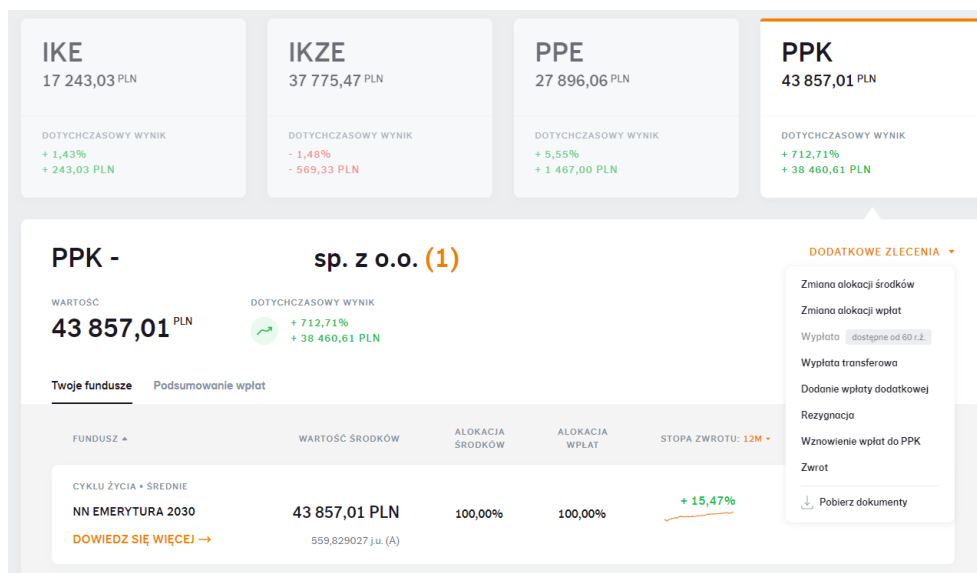 IKE
17 243,03 PLN
DOTYCHCZASOWY WYNIK
+ 1,43%
+ 243,03 PLN
IKZE
37 775,47 PLN
DOTYCHCZASOWY WYNIK
- 1,48%
- 569,33 PLN
PPE
27 896,06 PLN
DOTYCHCZASOWY WYNIK
+ 5,55%
+ 1 467,00 PLN
PPK
43 857,01 PLN
DOTYCHCZASOWY WYNIK
+ 712,71%
+ 38 460,61 PLN
PPK - sp. z o.o. (1)
WARTOŚĆ
43 857,01 PLN
DOTYCHCZASOWY WYNIK
+ 712,71%
+ 38 460,61 PLN
DODATKOWE ZLECENIA
Zmiana alokacji środków
Zmiana alokacji wpłat
Wypłata dostępne od 60 r.ż.
Wypłata transferowa
Dodanie wpłaty dodatkowej
Rezygnacja
Wznowienie wpłat do PPK
Zwrot
Pobierz dokumenty
Twoje fundusze Podsumowanie wpłat
FUNDUSZ WARTOŚĆ ŚRODKÓW ALOKACJA ŚRODKÓW ALOKACJA WPŁAT STOPA ZWROTU: 12M
CYKLU ŻYCIA • ŚREDNIE
NN EMERYTURA 2030 43 857,01 PLN 100,00% 100,00% + 15,47%
DOWIEDZ SIĘ WIĘCEJ → 559,829027 j.u. (A)